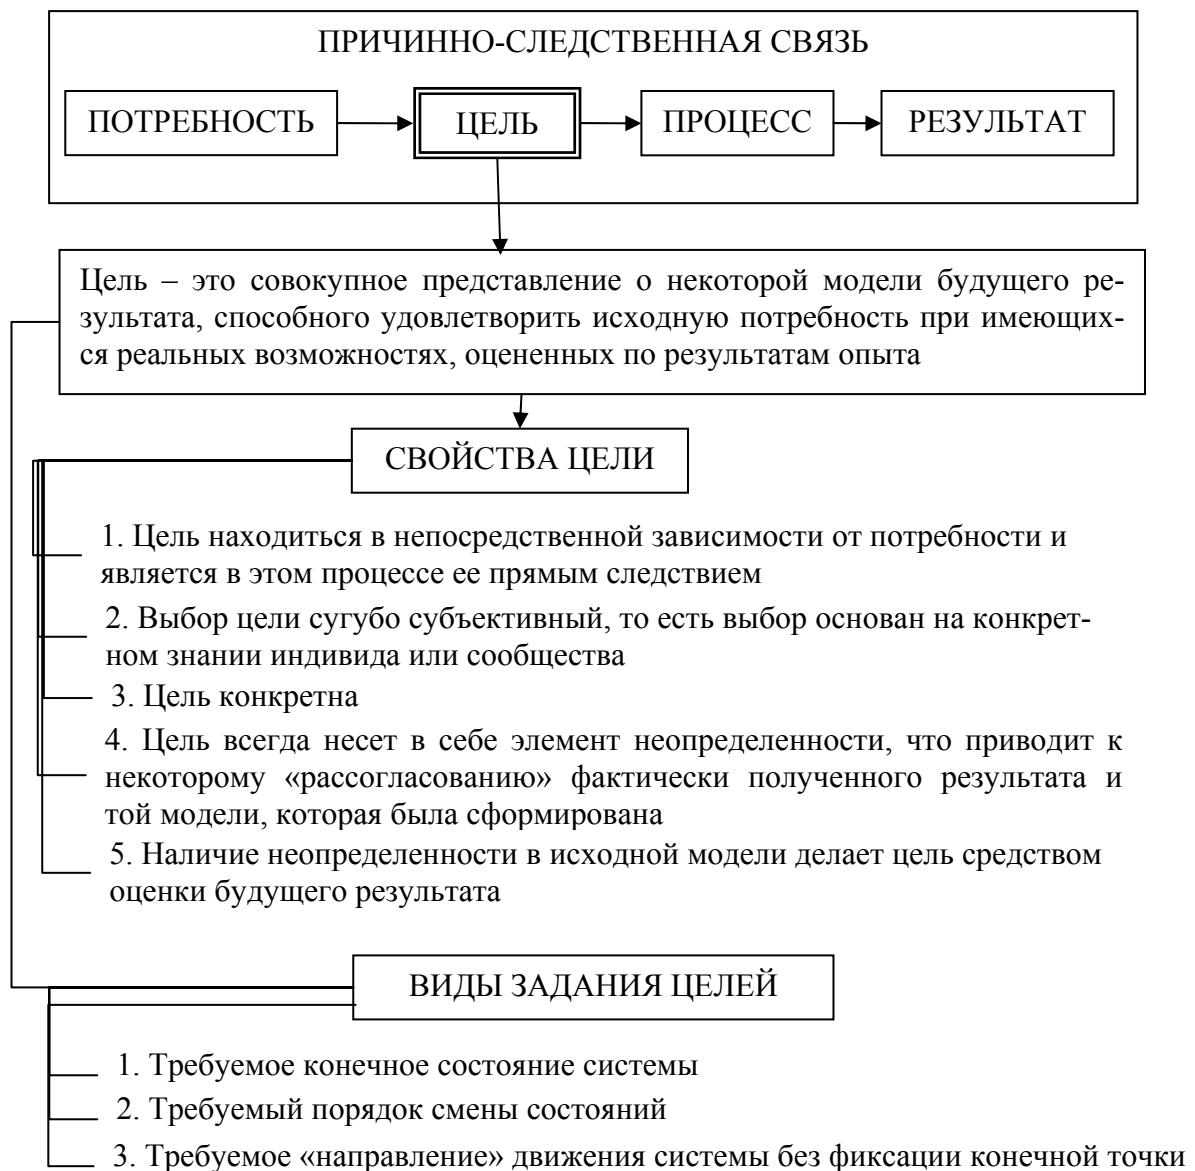 ПРИЧИННО-СЛЕДСТВЕННАЯ СВЯЗЬ
ПОТРЕБНОСТЬ
ЦЕЛЬ
ПРОЦЕСС
РЕЗУЛЬТАТ
Цель – это совокупное представление о некоторой модели будущего ре-
зультата, способного удовлетворить исходную потребность при имеющих-
ся реальных возможностях, оцененных по результатам опыта
СВОЙСТВА ЦЕЛИ
1. Цель находиться в непосредственной зависимости от потребности и
является в этом процессе ее прямым следствием
2. Выбор цели сугубо субъективный, то есть выбор основан на конкрет-
ном знании индивида или сообщества
3. Цель конкретна
4. Цель всегда несет в себе элемент неопределенности, что приводит к
некоторому «рассогласованию» фактически полученного результата и
той модели, которая была сформирована
5. Наличие неопределенности в исходной модели делает цель средством
оценки будущего результата
ВИДЫ ЗАДАНИЯ ЦЕЛЕЙ
1. Требуемое конечное состояние системы
2. Требуемый порядок смены состояний
3. Требуемое «направление» движения системы без фиксации конечной точки